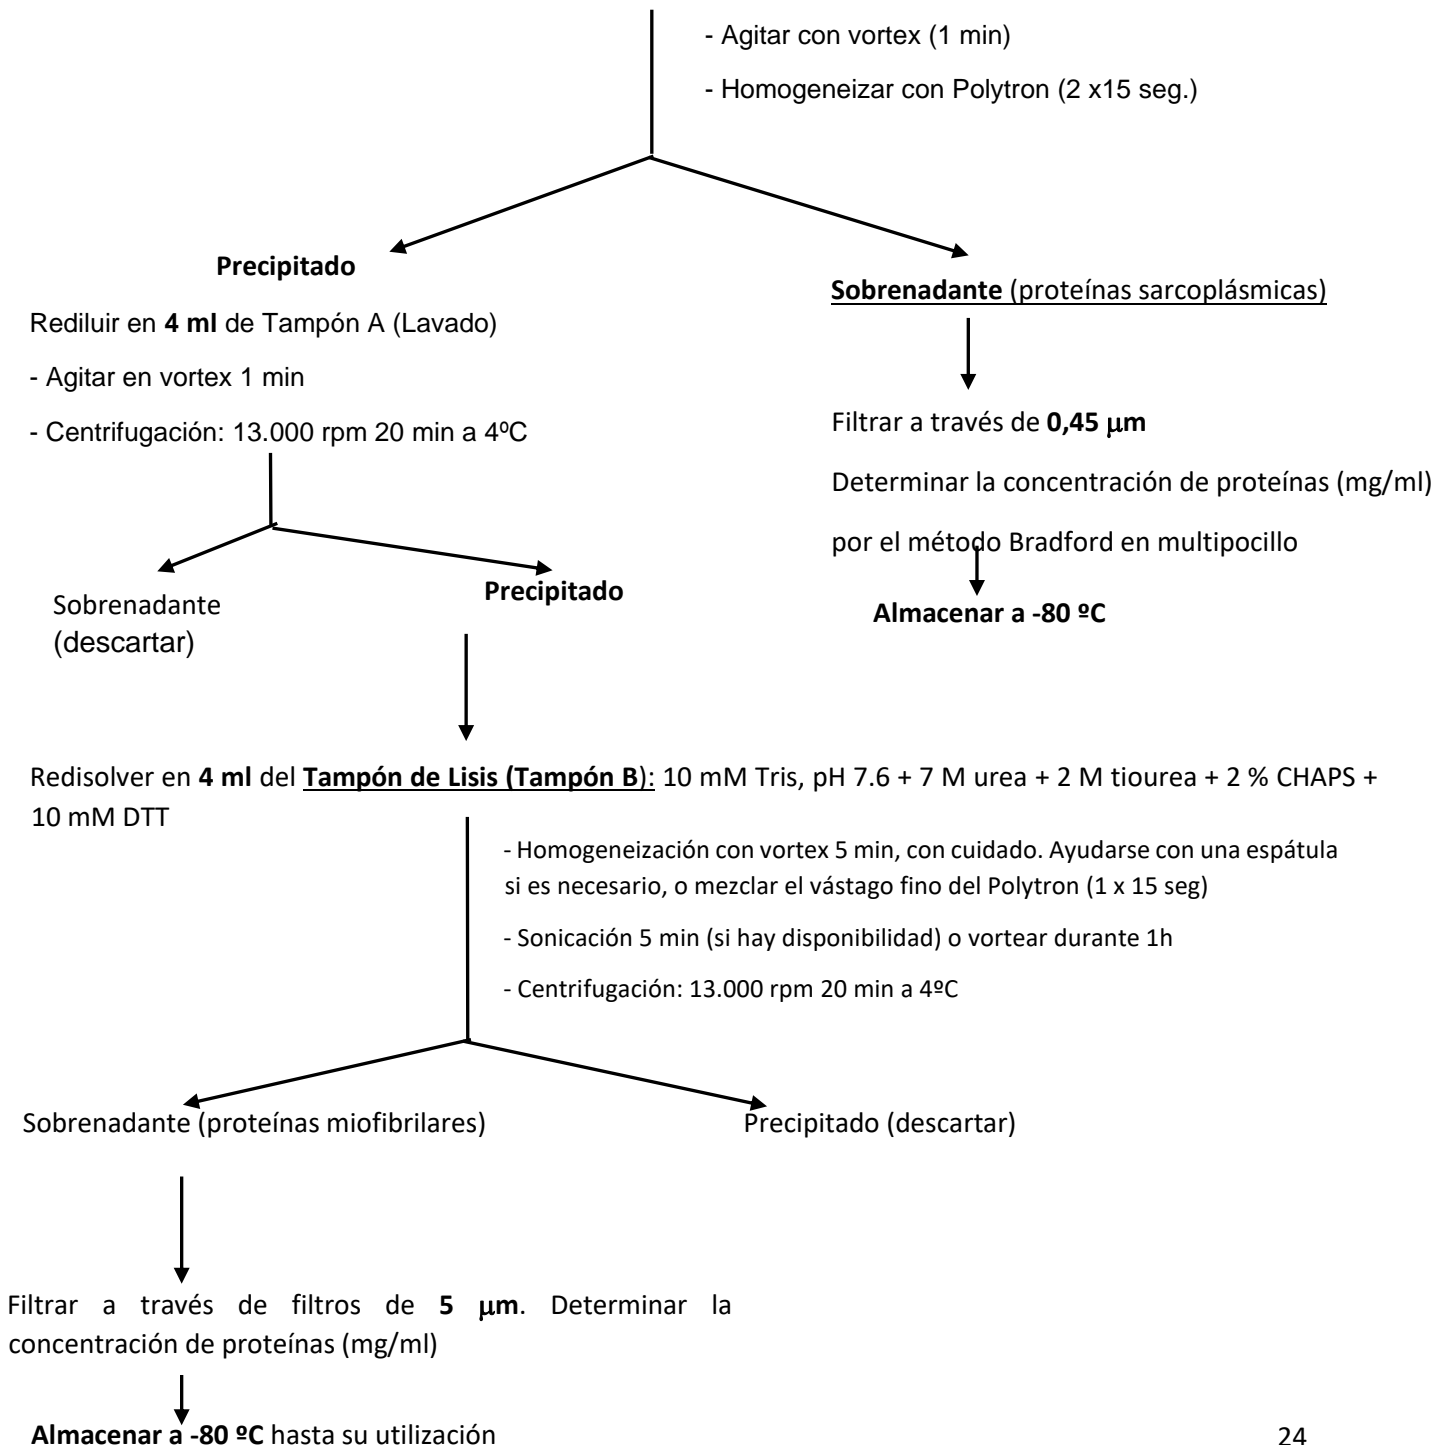 - Agitar con vortex (1 min)
- Homogeneizar con Polytron (2 x15 seg.)
Precipitado
Rediluir en 4 ml de Tampón A (Lavado)
- Agitar en vortex 1 min
- Centrifugación: 13.000 rpm 20 min a 4ºC
Sobrenadante (proteínas sarcoplásmicas)
Filtrar a través de 0,45 μm
Determinar la concentración de proteínas (mg/ml)
por el método Bradford en multipocillo
Almacenar a -80 ºC
Sobrenadante
(descartar)
Precipitado
Redisolver en 4 ml del Tampón de Lisis (Tampón B): 10 mM Tris, pH 7.6 + 7 M urea + 2 M tiourea + 2 % CHAPS +
10 mM DTT
- Homogeneización con vortex 5 min, con cuidado. Ayudarse con una espátula
si es necesario, o mezclar el vástago fino del Polytron (1 x 15 seg)
- Sonicación 5 min (si hay disponibilidad) o vortear durante 1h
- Centrifugación: 13.000 rpm 20 min a 4ºC
Sobrenadante (proteínas miofibrilares)
Precipitado (descartar)
Filtrar a través de filtros de 5 μm. Determinar la
concentración de proteínas (mg/ml)
Almacenar a -80 ºC hasta su utilización
24